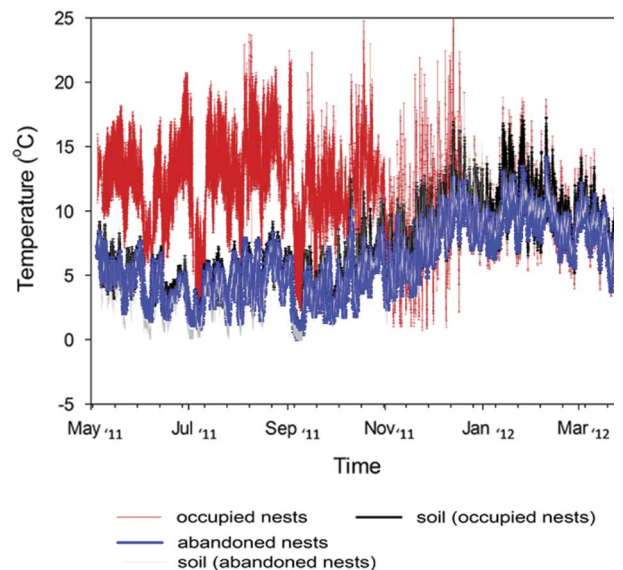 25
20
15
10
5
0
-5
Temperature (°C)
May '11 Jul '11 Sep '11 Nov'11 Jan '12 Mar '12
Time
occupied nests soil (occupied nests)
abandoned nests
soil (abandoned nests)